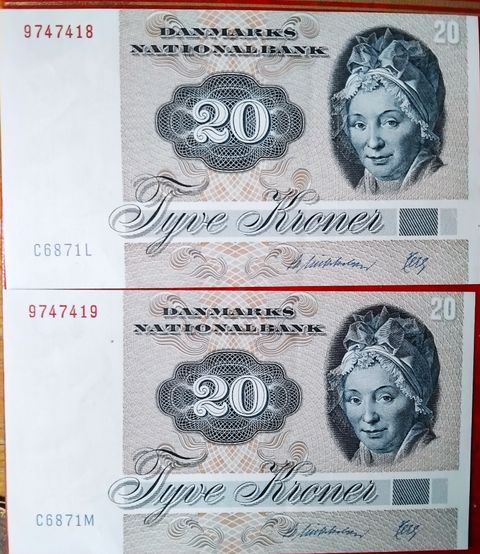 9747418
DANMARKS
NATIONALBANK
20
20
Tyve Kroner
C6871L
9747419
DANMARKS
NATIONALBANK
20
20
Tyve Kroner
C6871M